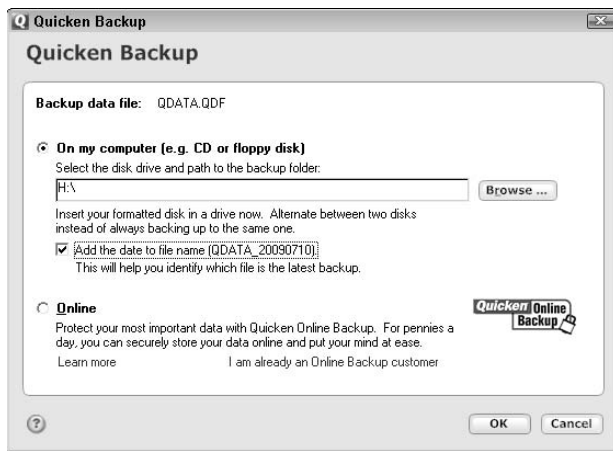 Quicken Backup
Quicken Backup
Backup data file: QDATA.QDF
On my computer (e.g. CD or floppy disk)
Select the disk drive and path to the backup folder:
H:\
Browse ...
Insert your formatted disk in a drive now. Alternate between two disks
instead of always backing up to the same one.
Add the date to file name (QDATA_20090710).
This will help you identify which file is the latest backup.
Online
Protect your most important data with Quicken Online Backup. For pennies a
day, you can securely store your data online and put your mind at ease.
Learn more I am already an Online Backup customer
Quicken Online
Backup
? OK Cancel